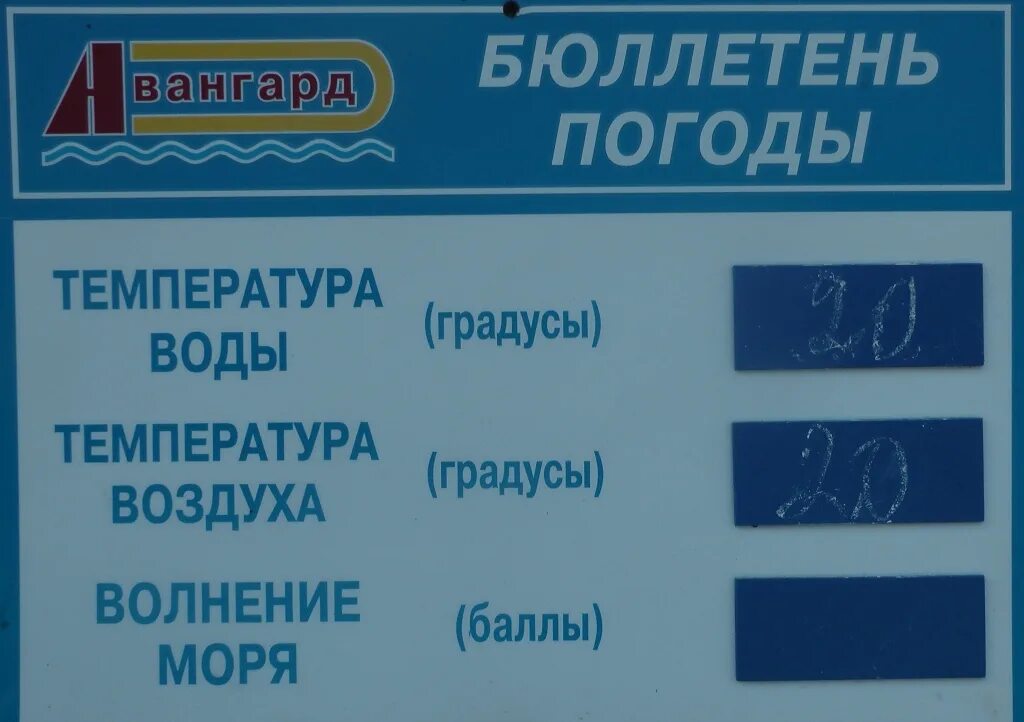 Авангард
БЮЛЛЕТЕНЬ
ПОГОДЫ
ТЕМПЕРАТУРА
ВОДЫ
(градусы)
20
ТЕМПЕРАТУРА
ВОЗДУХА
(градусы)
20
ВОЛНЕНИЕ
МОРЯ
(баллы)